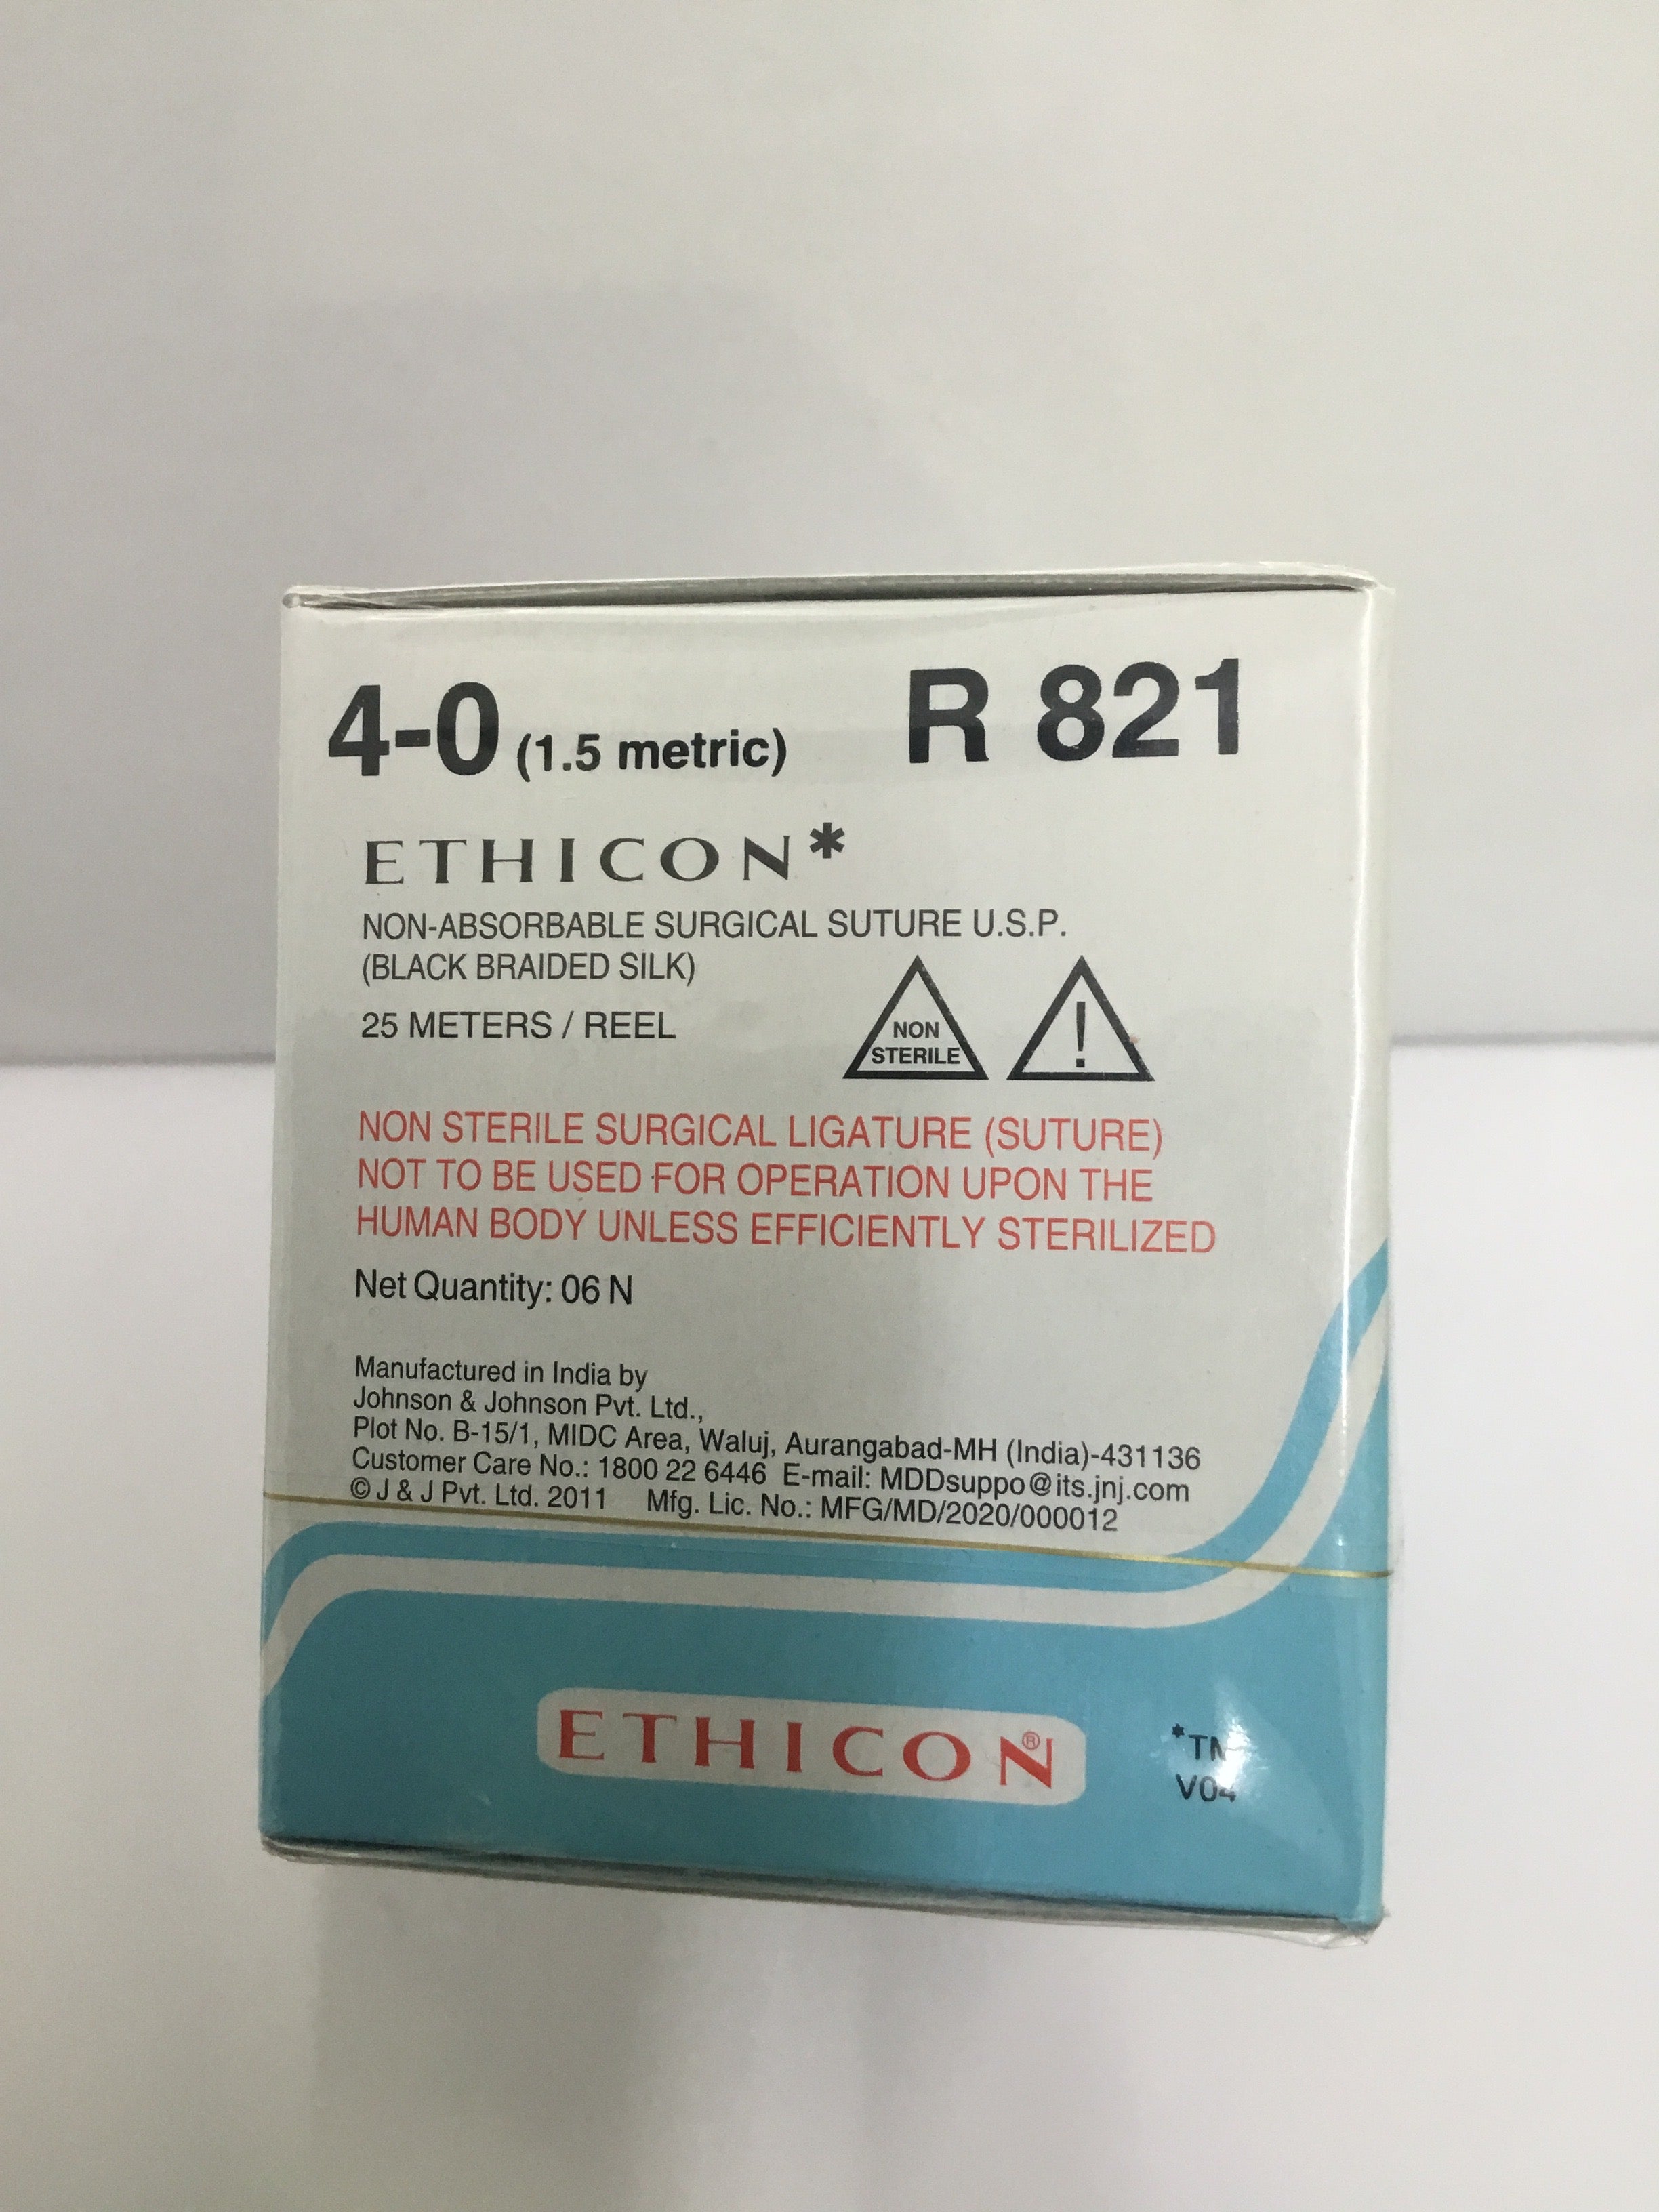 4-0 (1.5 metric) R 821
ETHICON*
NON-ABSORBABLE SURGICAL SUTURE U.S.P.
(BLACK BRAIDED SILK)
25 METERS / REEL
NON
STERILE
!
NON STERILE SURGICAL LIGATURE (SUTURE)
NOT TO BE USED FOR OPERATION UPON THE
HUMAN BODY UNLESS EFFICIENTLY STERILIZED
Net Quantity: 06 N
Manufactured in India by
Johnson & Johnson Pvt. Ltd.,
Plot No. B-15/1, MIDC Area, Waluj, Aurangabad-MH (India)-431136
Customer Care No.: 1800 22 6446 E-mail: MDDsuppo@its.jnj.com
© J & J Pvt. Ltd. 2011 Mfg. Lic. No.: MFG/MD/2020/000012
ETHICON®
*TM
V04